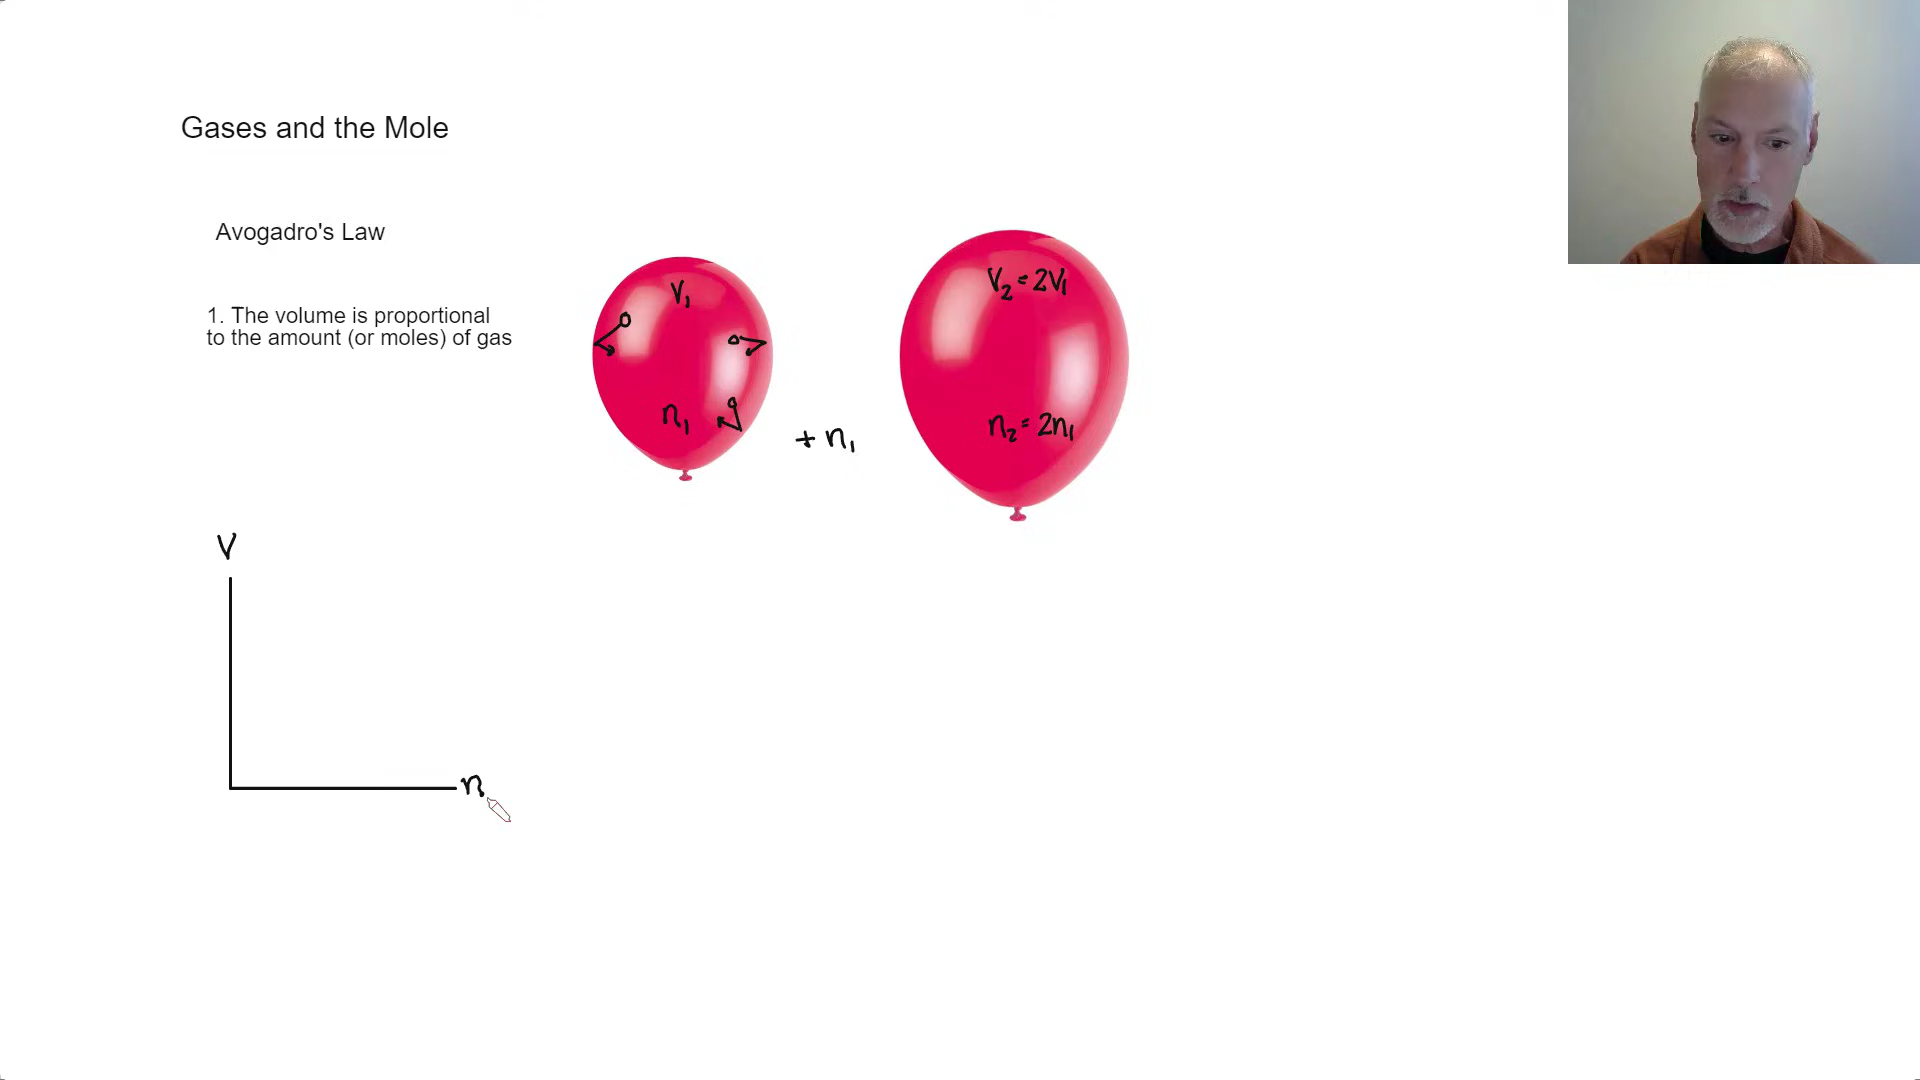 Gases and the Mole
Avogadro's Law
1. The volume is proportional
to the amount (or moles) of gas
V₁
n₁
+ n₁
V₂ = 2V₁
n₂ = 2n₁
V
n